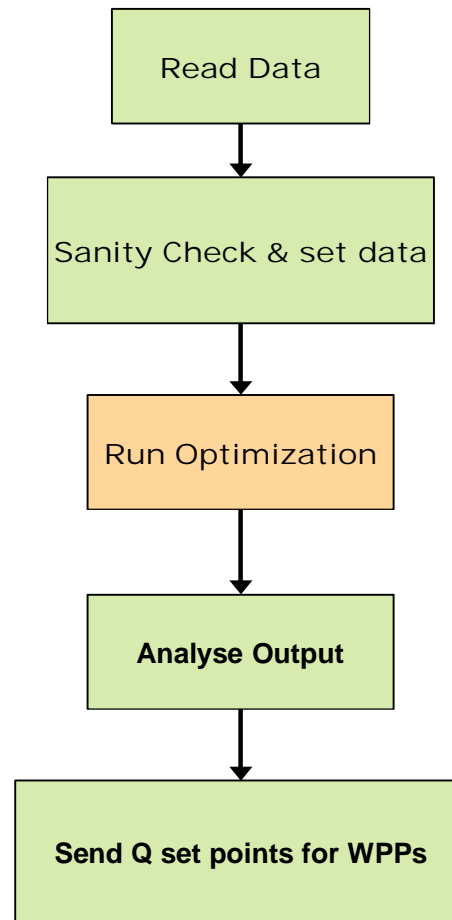 Read Data
Sanity Check & set data
Run Optimization
Analyse Output
Send Q set points for WPPs